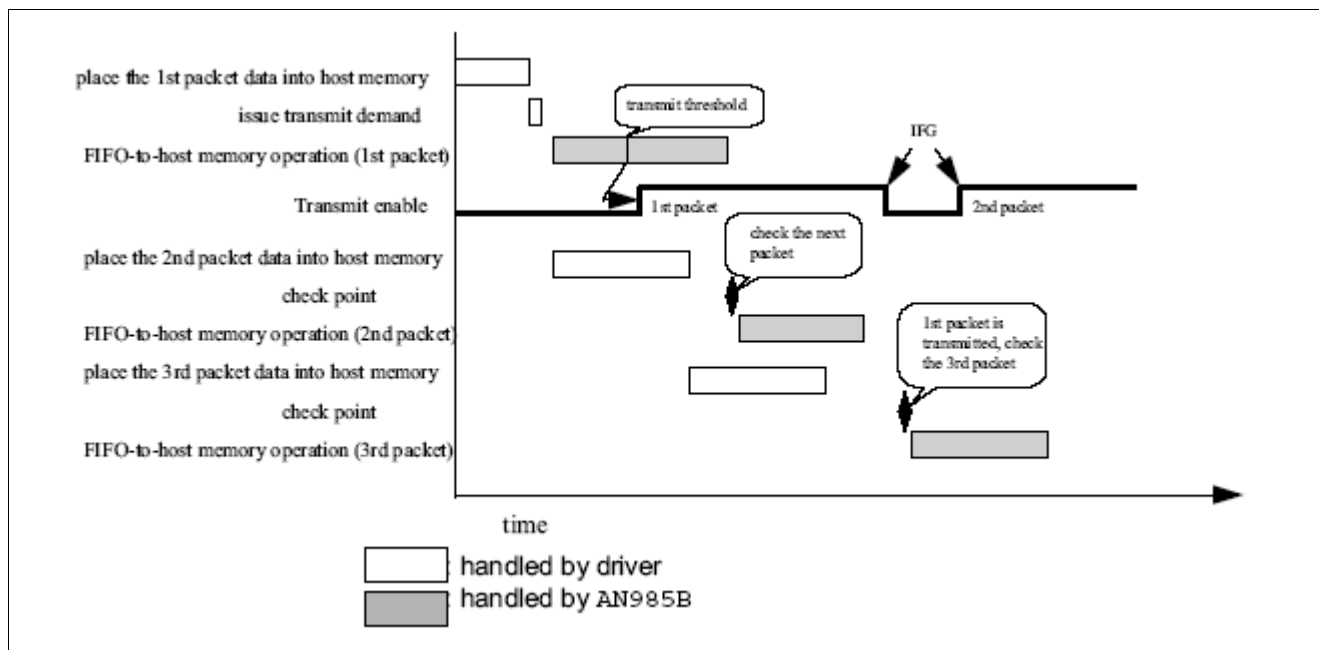 place the 1st packet data into host memory
issue transmit demand
transmit threshold
IFG
FIFO-to-host memory operation (1st packet)
Transmit enable
1st packet
2nd packet
check the next
packet
place the 2nd packet data into host memory
check point
FIFO-to-host memory operation (2nd packet)
1st packet is
transmitted, check
the 3rd packet
place the 3rd packet data into host memory
check point
FIFO-to-host memory operation (3rd packet)
time
: handled by driver
: handled by AN985B